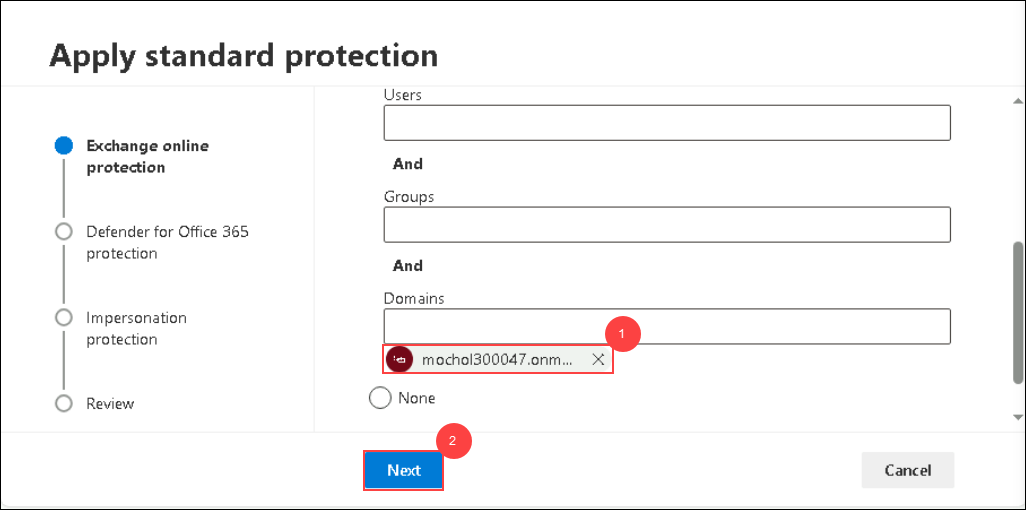 Apply standard protection
Exchange online
protection
Defender for Office 365
protection
Impersonation
protection
Review
Users
And
Groups
And
Domains
1
mochol300047.onm...
None
2
Next
Cancel